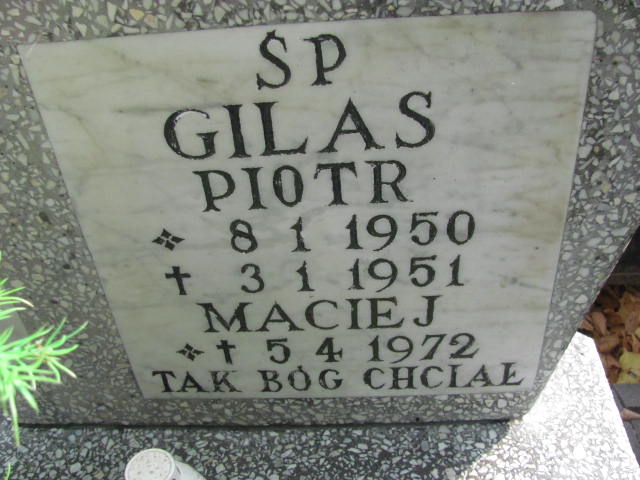 ŚP
GILAS
PIOTR
8 1 1950
✝ 3 1 1951
MACIEJ
✝ 5 4 1972
TAK BÓG CHCIAŁ